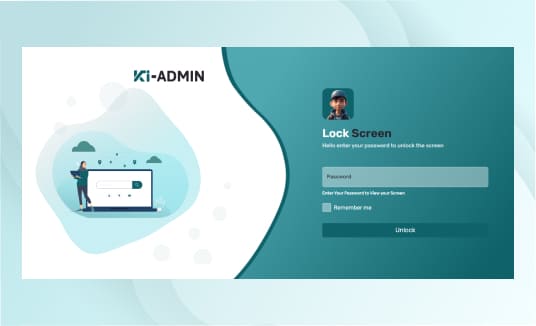 Ki-ADMIN
Lock Screen
Hello enter your password to unlock the screen
Password
Enter Your Password to View your Screen
Remember me
Unlock